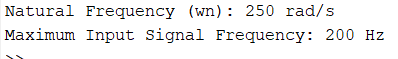 Natural Frequency (wn): 250 rad/s
Maximum Input Signal Frequency: 200 Hz
>>